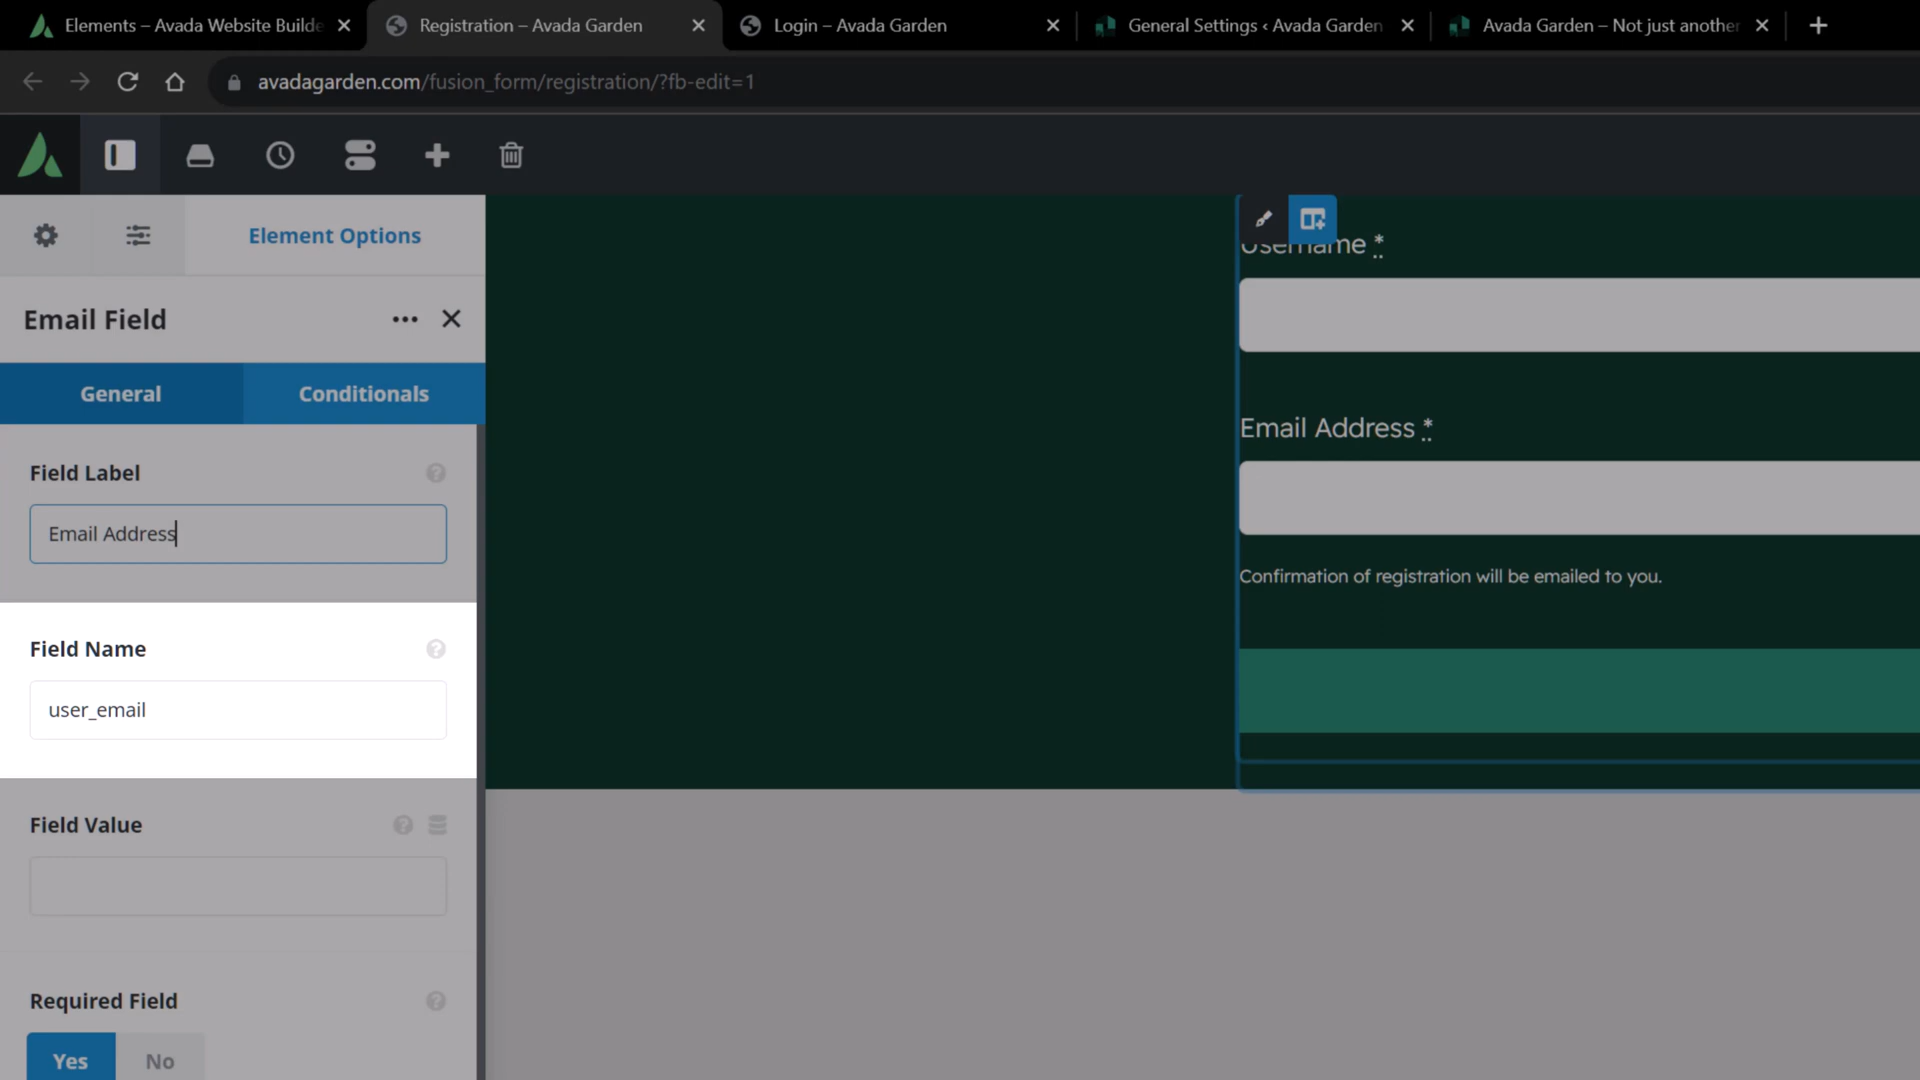 Elements – Avada Website Builde
Registration – Avada Garden
Login – Avada Garden
General Settings ‹ Avada Garden
Avada Garden – Not just another
avadagarden.com/fusion_form/registration/?fb-edit=1
Element Options
Email Field
General
Conditionals
Field Label
Email Address
Field Name
user_email
Field Value
Required Field
Yes
No
Username *
Email Address *
Confirmation of registration will be emailed to you.